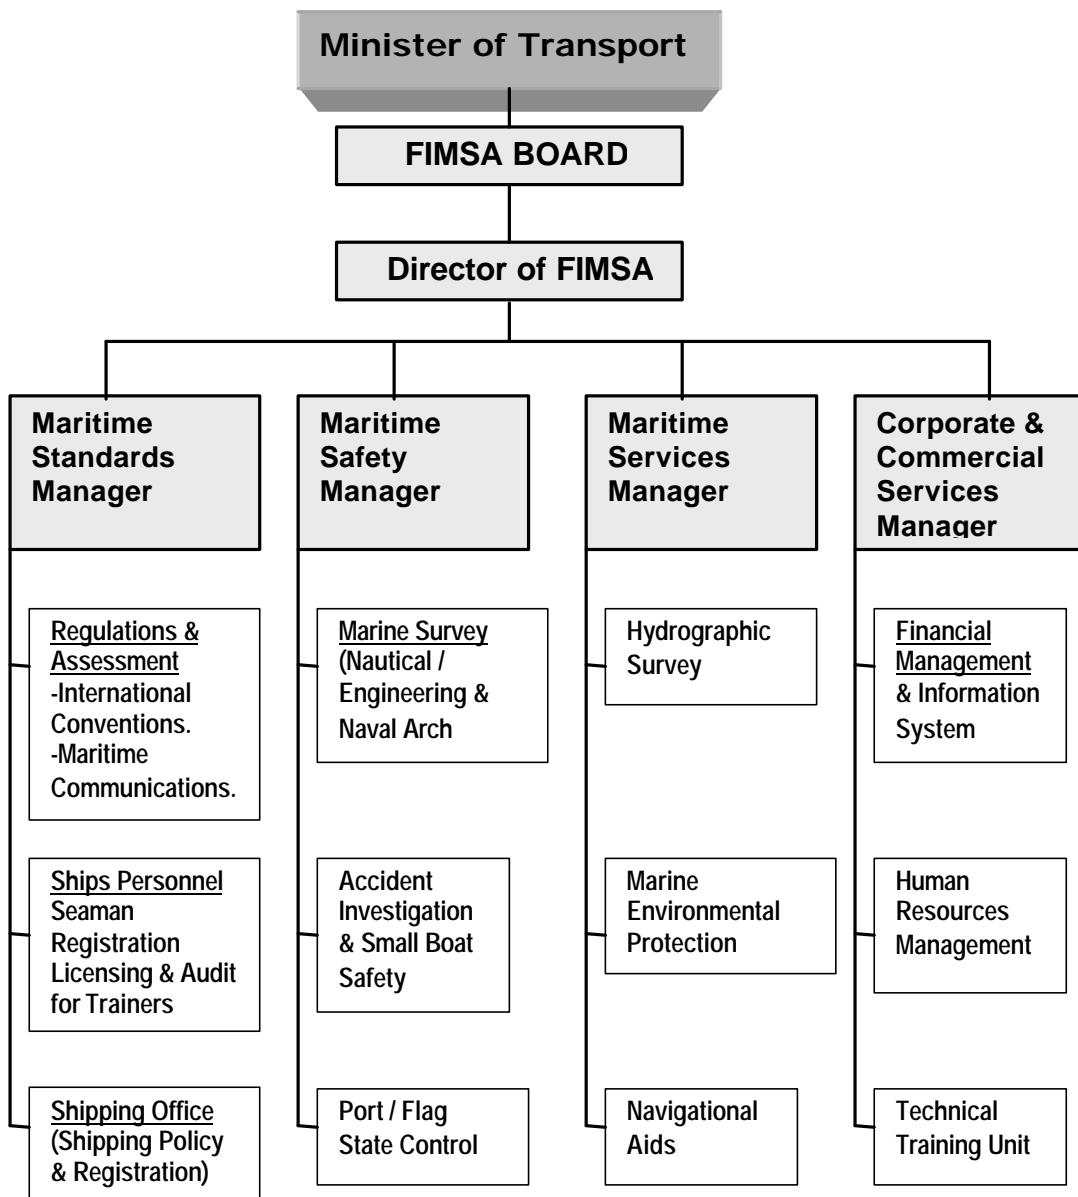 Minister of Transport
FIMSA BOARD
Director of FIMSA
Maritime
Standards
Manager
Maritime
Safety
Manager
Maritime
Services
Manager
Corporate &
Commercial
Services
Manager
Regulations &
Assessment
-International
Conventions.
-Maritime
Communications.
Marine Survey
(Nautical /
Engineering &
Naval Arch
Hydrographic
Survey
Financial
Management
& Information
System
Ships Personnel
Seaman
Registration
Licensing & Audit
for Trainers
Accident
Investigation
& Small Boat
Safety
Marine
Environmental
Protection
Human
Resources
Management
Shipping Office
(Shipping Policy
& Registration)
Port / Flag
State Control
Navigational
Aids
Technical
Training Unit